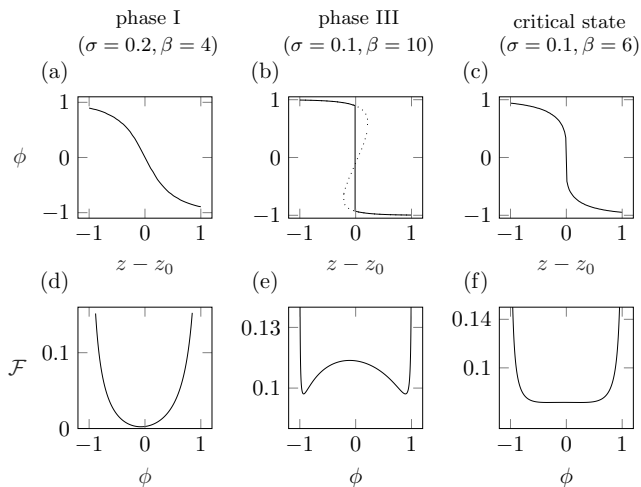 phase I phase III critical state
(σ = 0.2, β = 4) (σ = 0.1, β = 10) (σ = 0.1, β = 6)
(a) (b) (c)
1 1 1
ϕ 0 0 0
−1 −1 −1
−1 0 1 −1 0 1 −1 0 1
z − z₀ z − z₀ z − z₀
(d) (e) (f)
0.13 0.14
0.1 0.1
ℱ 0.1
0
−1 0 1 −1 0 1 −1 0 1
ϕ ϕ ϕ